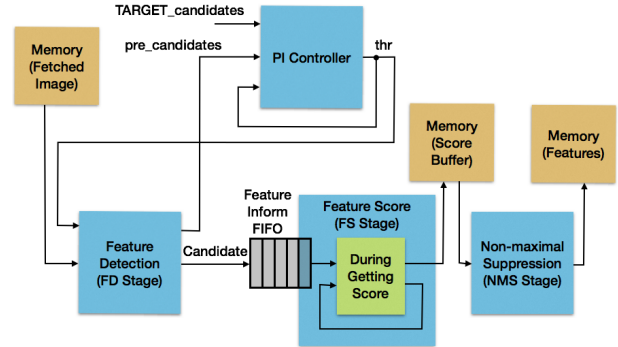 TARGET_candidates
pre_candidates
thr
PI Controller
Memory
(Fetched
Image)
Memory
(Score
Buffer)
Memory
(Features)
Feature
Inform
FIFO
Feature Score
(FS Stage)
Feature
Detection
(FD Stage)
Candidate
During
Getting
Score
Non-maximal
Suppression
(NMS Stage)